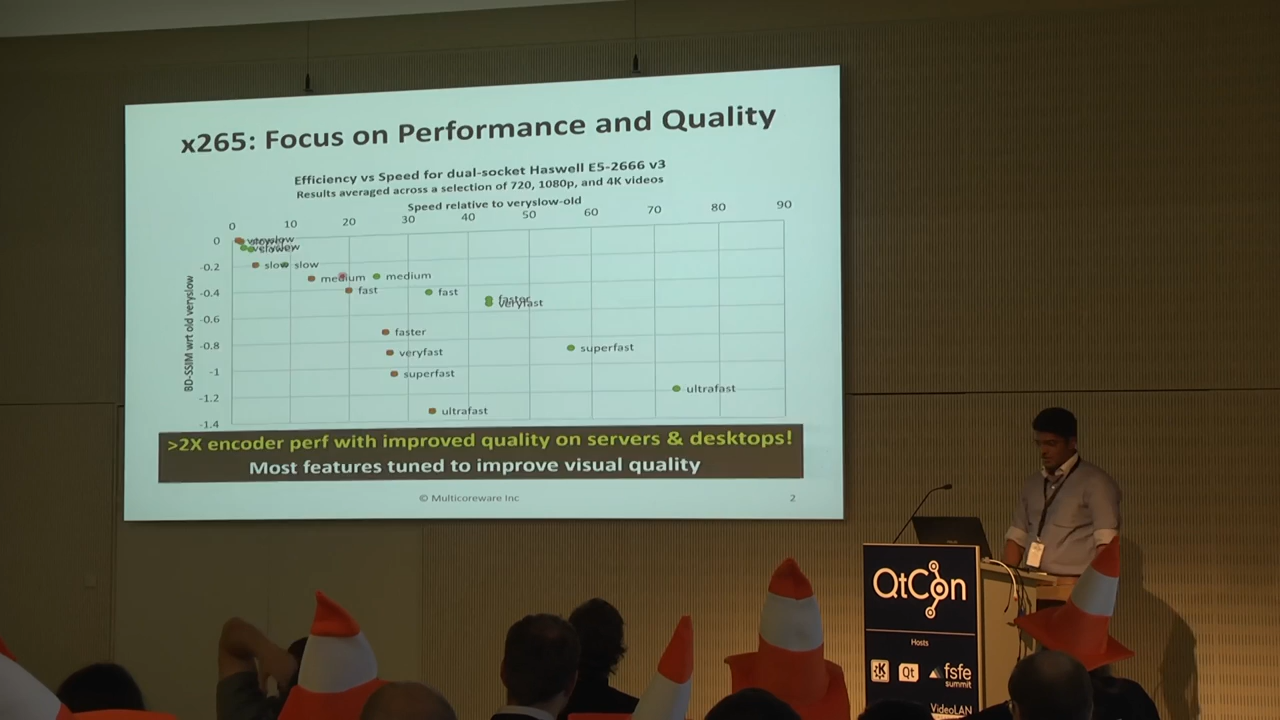 x265: Focus on Performance and Quality
Efficiency vs Speed for dual-socket Haswell E5-2666 v3
Results averaged across a selection of 720, 1080p, and 4K videos
Speed relative to veryslow-old
0 10 20 30 40 50 60 70 80 90
BD-SSIM wrt old veryslow
0
-0.2
-0.4
-0.6
-0.8
-1
-1.2
-1.4
slow slow
medium medium
fast fast
veryfast
faster
veryfast superfast
superfast
ultrafast
ultrafast
>2X encoder perf with improved quality on servers & desktops!
Most features tuned to improve visual quality
© Multicoreware Inc 2
QtCon
Hosts
Qt fsfe
summit
VideoLAN